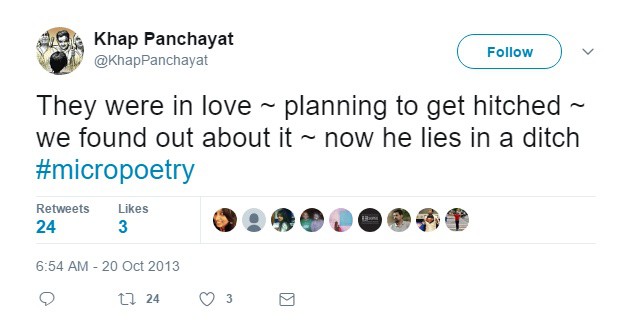 Khap Panchayat
@KhapPanchayat
Follow
They were in love ~ planning to get hitched ~
we found out about it ~ now he lies in a ditch
#micropoetry
Retweets Likes
24 3
6:54 AM - 20 Oct 2013
24 3